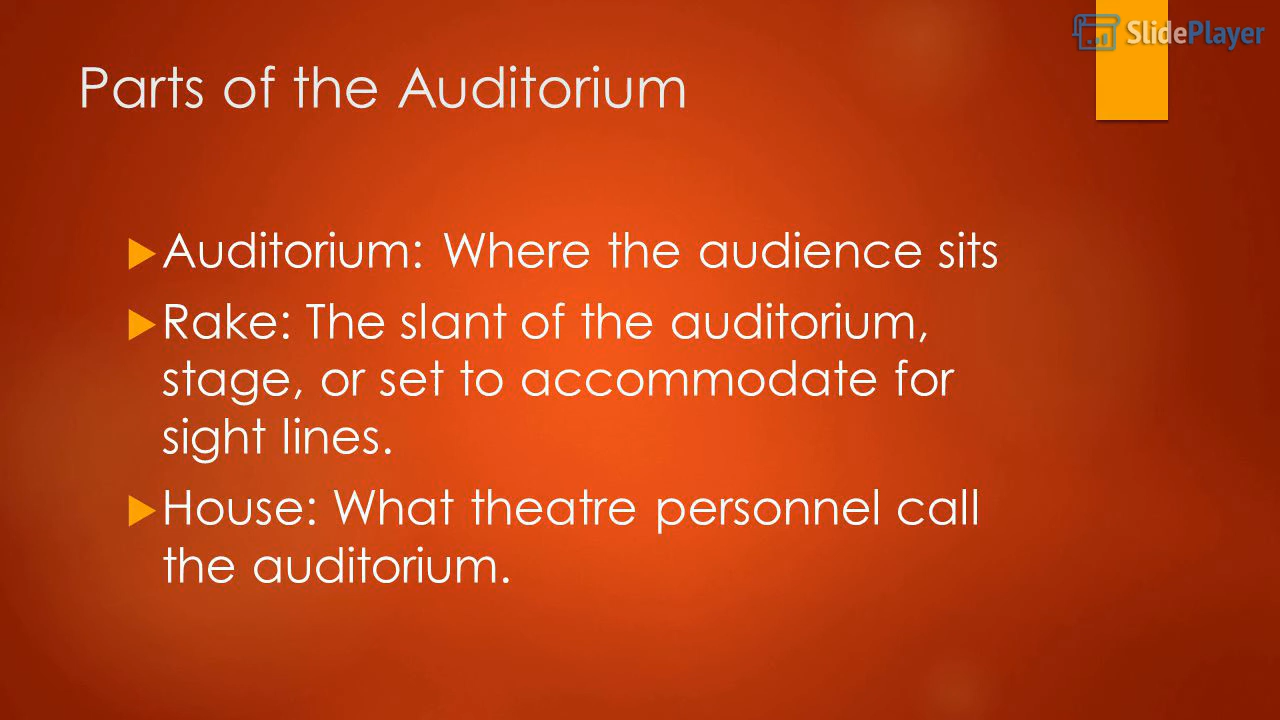 SlidePlayer
Parts of the Auditorium
Auditorium: Where the audience sits
Rake: The slant of the auditorium,
stage, or set to accommodate for
sight lines.
House: What theatre personnel call
the auditorium.